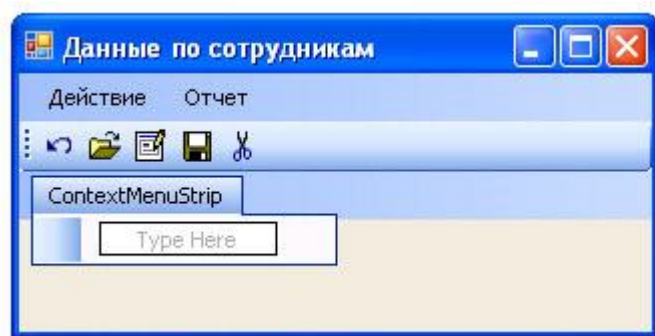 Данные по сотрудникам
Действие Отчет
ContextMenuStrip
Type Here